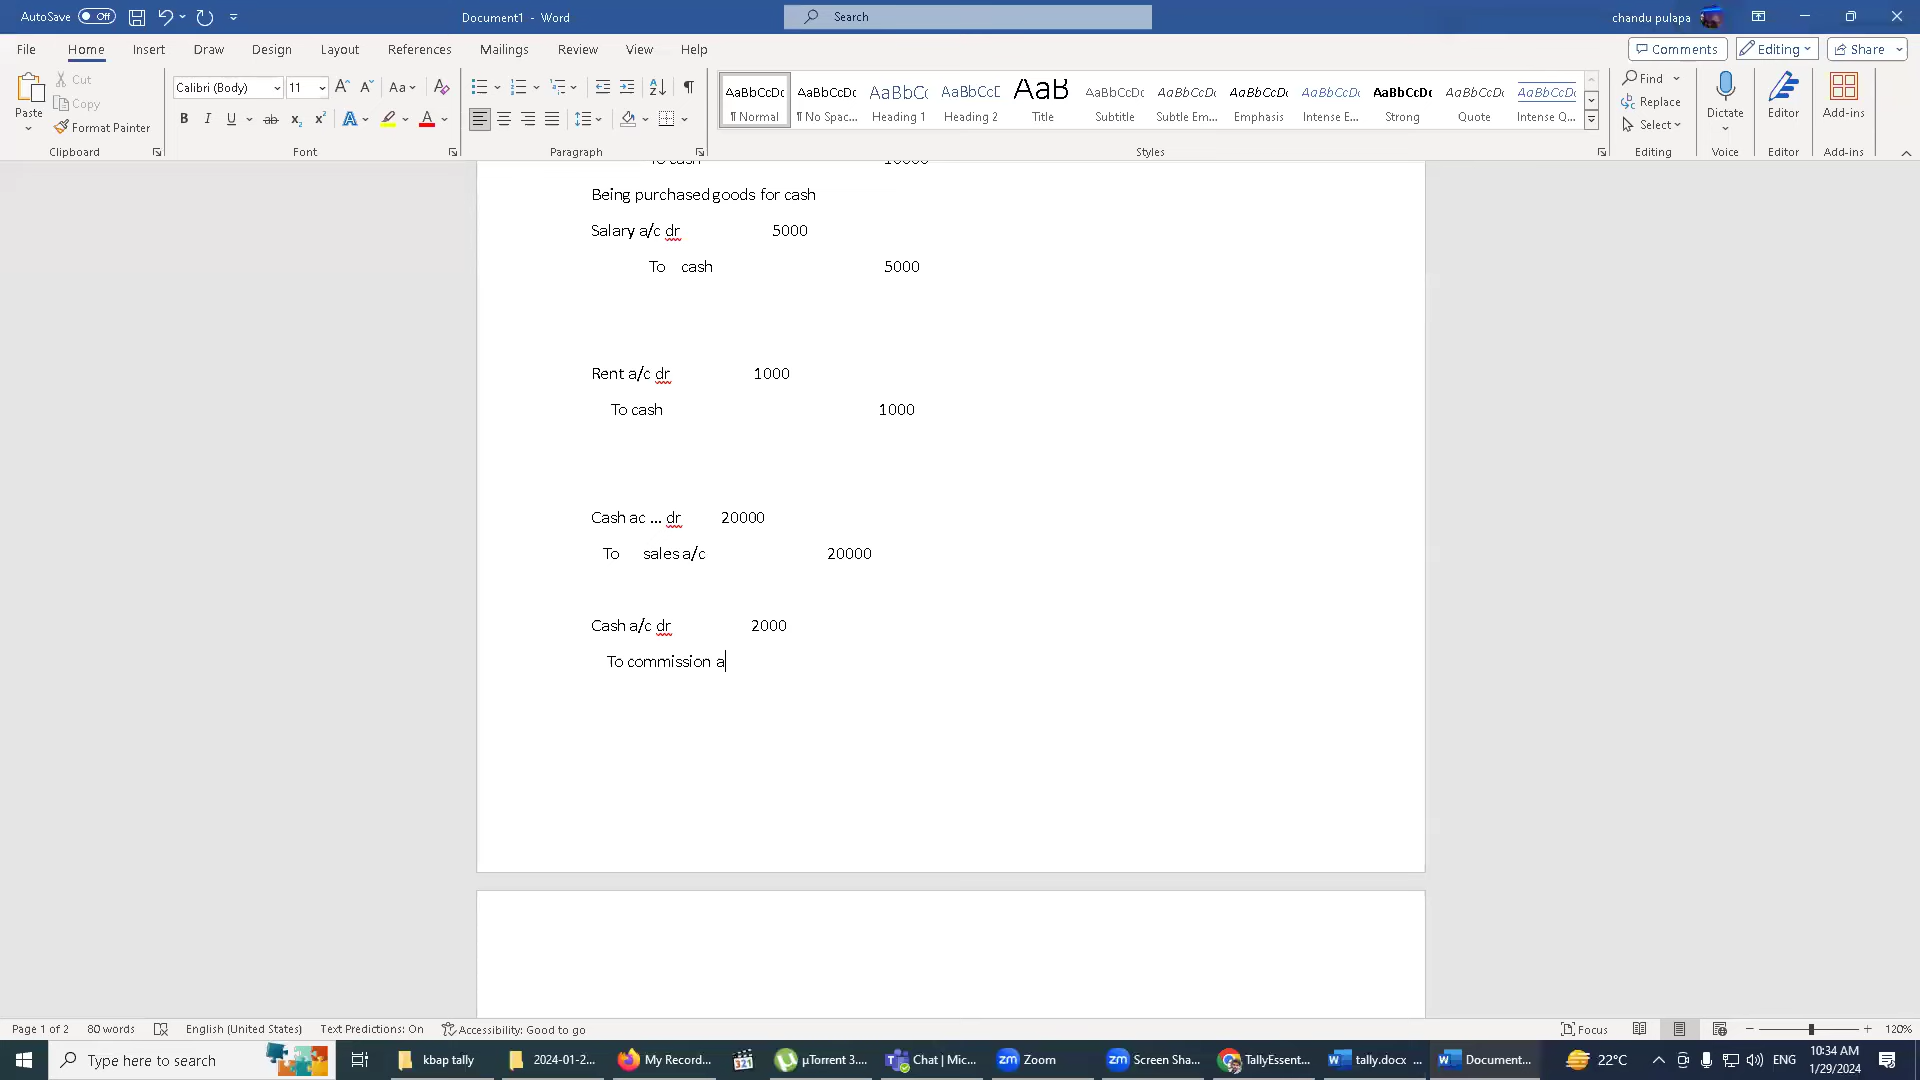 AutoSave Off Document1 - Word Search chandu pulapa
File Home Insert Draw Design Layout References Mailings Review View Help Comments Editing Share
Paste Cut Copy Format Painter
Calibri (Body) 11 Aa
AaBbCcDc AaBbCcDc AaBbCc AaBbCcD AaB AaBbCcD AaBbCcDc AaBbCcDc AaBbCcDc AaBbCcDc AaBbCcDc AaBbCcDc
¶ Normal ¶ No Spac... Heading 1 Heading 2 Title Subtitle Subtle Em... Emphasis Intense E... Strong Quote Intense Q...
Find Replace Select Dictate Editor Add-ins
Clipboard Font Paragraph Styles Editing Voice Editor Add-ins
To cash 10000
Being purchased goods for cash
Salary a/c dr 5000
To cash 5000
Rent a/c dr 1000
To cash 1000
Cash ac ... dr 20000
To sales a/c 20000
Cash a/c dr 2000
To commission a
Page 1 of 2 80 words English (United States) Text Predictions: On Accessibility: Good to go Focus 120%
Type here to search kbap tally 2024-01-2... My Record... µTorrent 3.... Chat | Mic... Zoom Screen Sha... TallyEssent... tally.docx ... Document... 22°C ENG 10:34 AM
1/29/2024